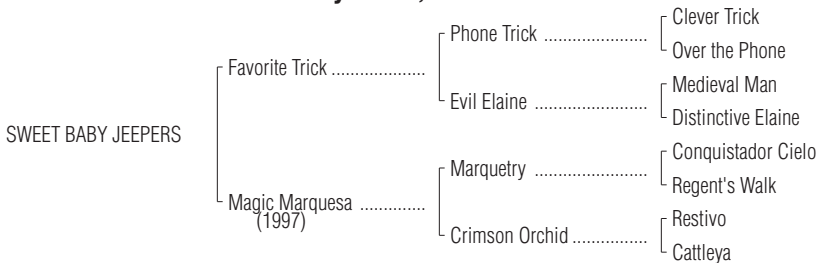 Clever Trick
Phone Trick ........................
Over the Phone
Favorite Trick .....................
Medieval Man
Evil Elaine ..........................
Distinctive Elaine
SWEET BABY JEEPERS
Conquistador Cielo
Marquetry ..........................
Regent's Walk
Magic Marquesa ...............
(1997)
Restivo
Crimson Orchid .................
Cattleya